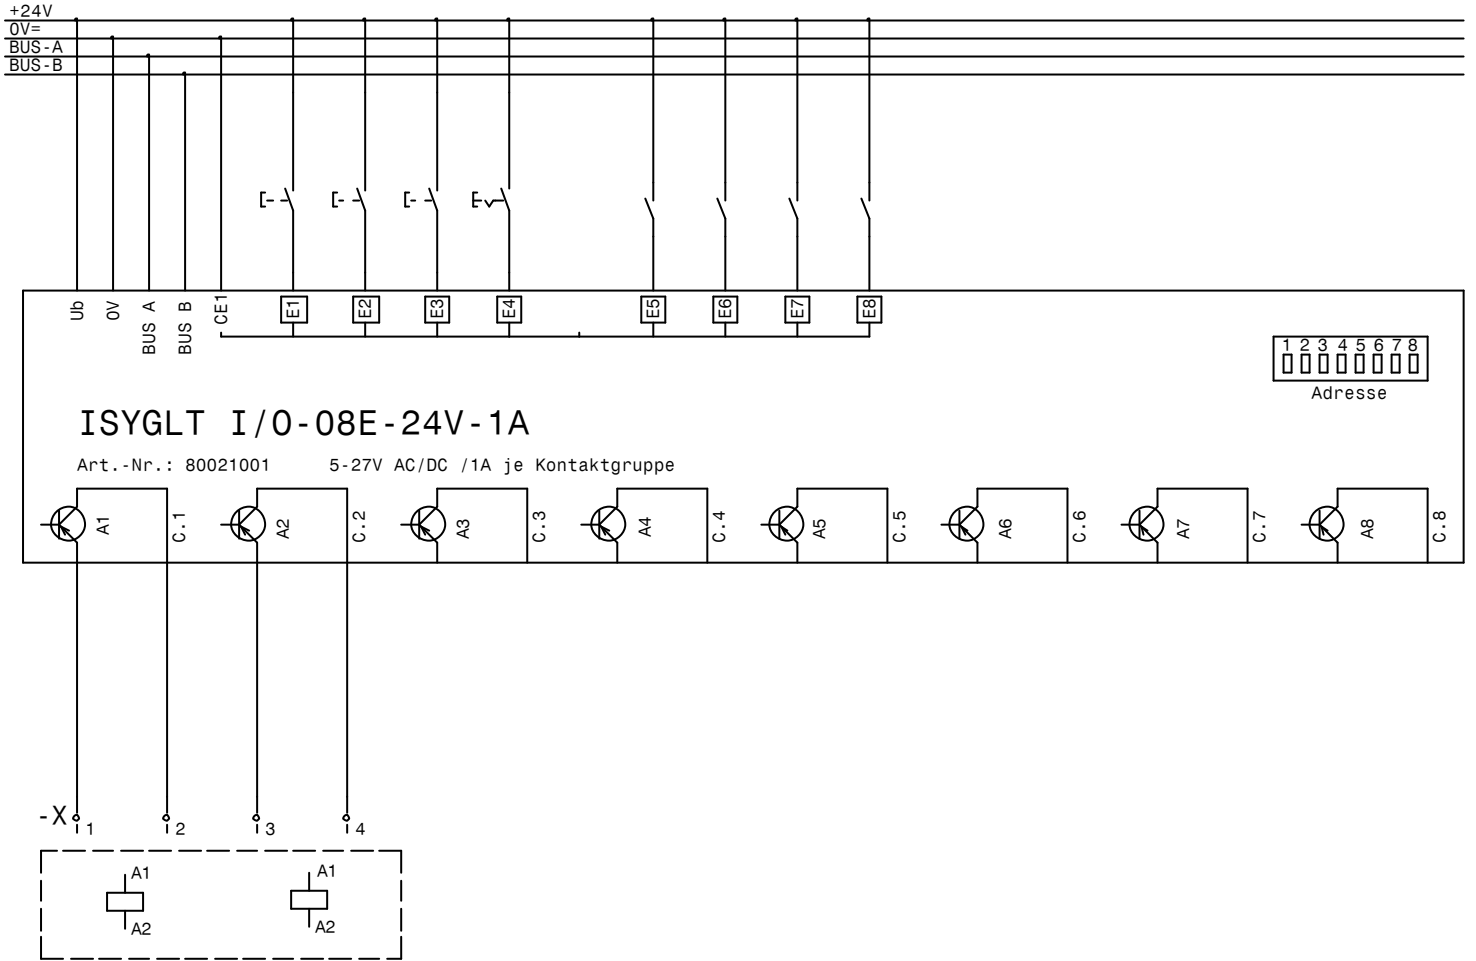 +24V
0V=
BUS-A
BUS-B
Ub 0V BUS A BUS B CE1 E1 E2 E3 E4 E5 E6 E7 E8
1 2 3 4 5 6 7 8
Adresse
ISYGLT I/O-08E-24V-1A
Art.-Nr.: 80021001 5-27V AC/DC /1A je Kontaktgruppe
A1 C.1 A2 C.2 A3 C.3 A4 C.4 A5 C.5 A6 C.6 A7 C.7 A8 C.8
-X 1 2 3 4
A1 A1
A2 A2